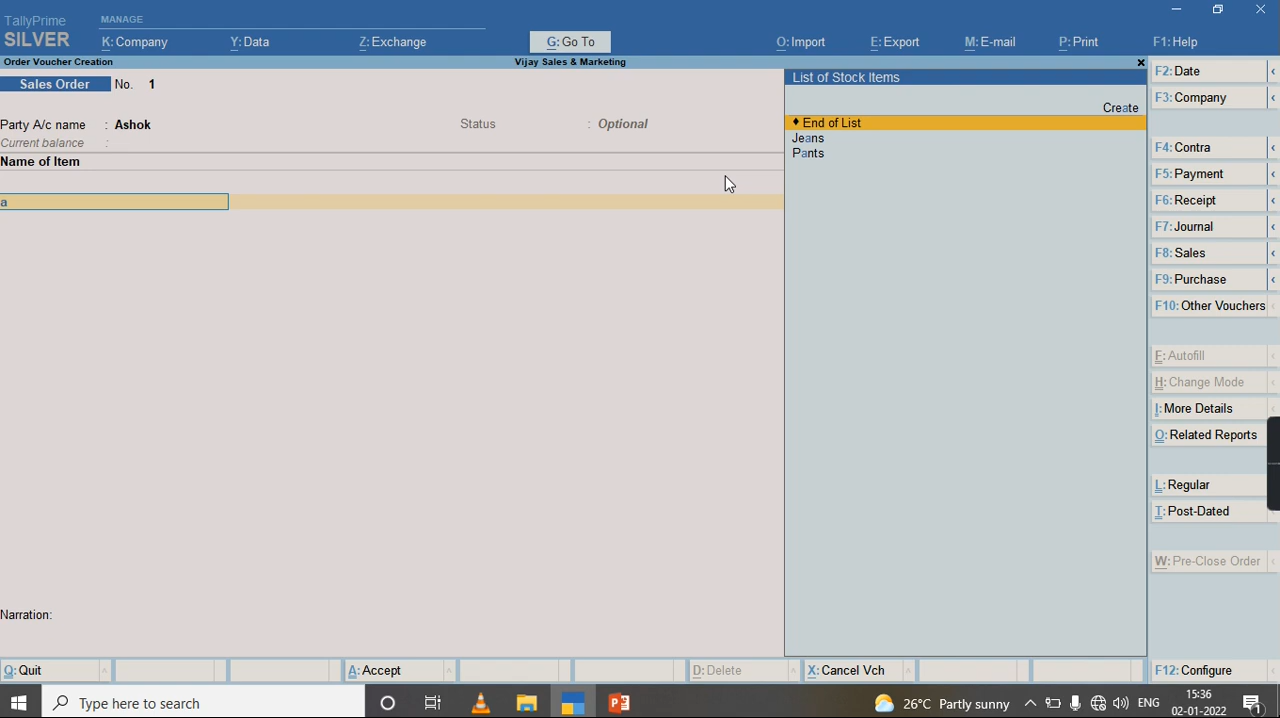 TallyPrime
MANAGE
SILVER
K: Company
Y: Data
Z: Exchange
G: Go To
O: Import
E: Export
M: E-mail
P: Print
F1: Help
Order Voucher Creation
Vijay Sales & Marketing
Sales Order
No. 1
Party A/c name : Ashok
Status : Optional
Current balance :
Name of Item
a
Narration:
List of Stock Items
Create
♦ End of List
Jeans
Pants
F2: Date
F3: Company
F4: Contra
F5: Payment
F6: Receipt
F7: Journal
F8: Sales
F9: Purchase
F10: Other Vouchers
F: Autofill
H: Change Mode
I: More Details
O: Related Reports
L: Regular
T: Post-Dated
W: Pre-Close Order
Q: Quit
A: Accept
D: Delete
X: Cancel Vch
F12: Configure
Type here to search
26°C Partly sunny
ENG
15:36
02-01-2022
1